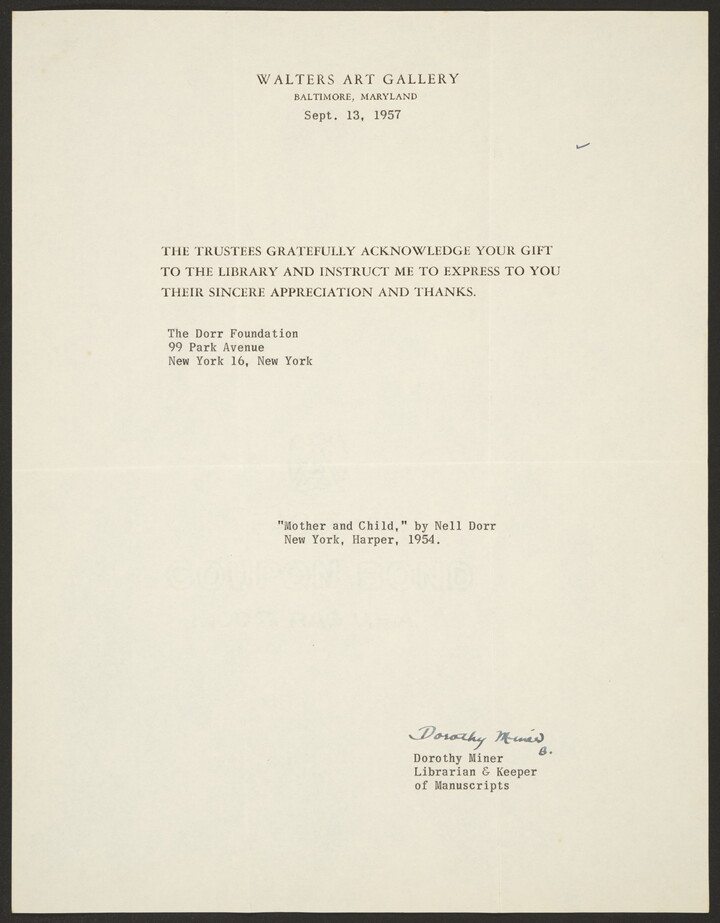 WALTERS ART GALLERY
BALTIMORE, MARYLAND
Sept. 13, 1957
THE TRUSTEES GRATEFULLY ACKNOWLEDGE YOUR GIFT
TO THE LIBRARY AND INSTRUCT ME TO EXPRESS TO YOU
THEIR SINCERE APPRECIATION AND THANKS.
The Dorr Foundation
99 Park Avenue
New York 16, New York
"Mother and Child," by Nell Dorr
New York, Harper, 1954.
COUPON BOND
Dorothy Miner
B.
Dorothy Miner
Librarian & Keeper
of Manuscripts